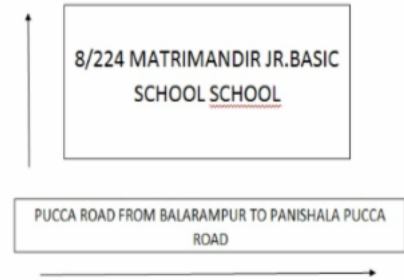 8/224 MATRIMANDIR JR.BASIC
SCHOOL SCHOOL
PUCCA ROAD FROM BALARAMPUR TO PANISHALA PUCCA
ROAD